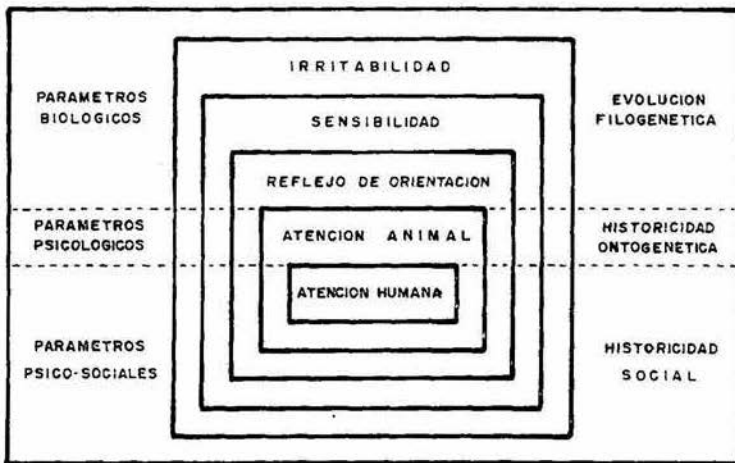 IRRITABILIDAD
PARAMETROS
BIOLOGICOS
EVOLUCION
FILOGENETICA
SENSIBILIDAD
REFLEJO DE ORIENTACION
PARAMETROS
PSICOLOGICOS
ATENCION ANIMAL
HISTORICIDAD
ONTOGENETICA
ATENCION HUMANA
PARAMETROS
PSICO-SOCIALES
HISTORICIDAD
SOCIAL